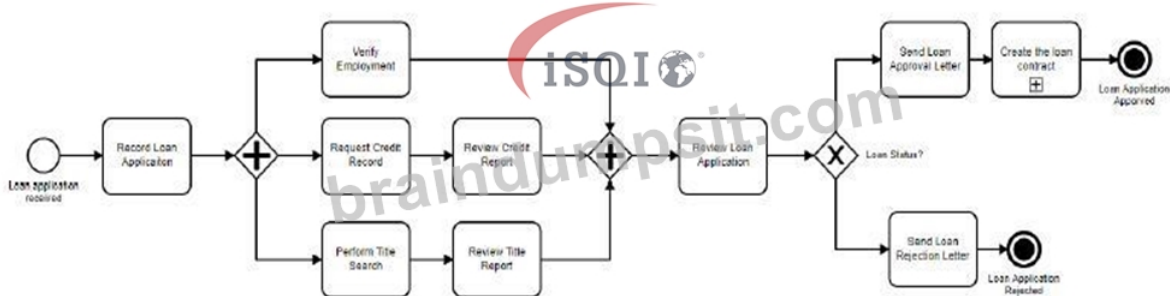 iSQI
®
braindumpsit.com
Loan application
received
Record Loan
Applicaiton
Verify
Employment
Request Credit
Record
Review Credit
Report
Perform Title
Search
Review Title
Report
Review Loan
Application
Loan Status?
Send Loan
Approval Letter
Create the loan
contract
Loan Application
Apporved
Send Loan
Rejection Letter
Loan Application
Rejected